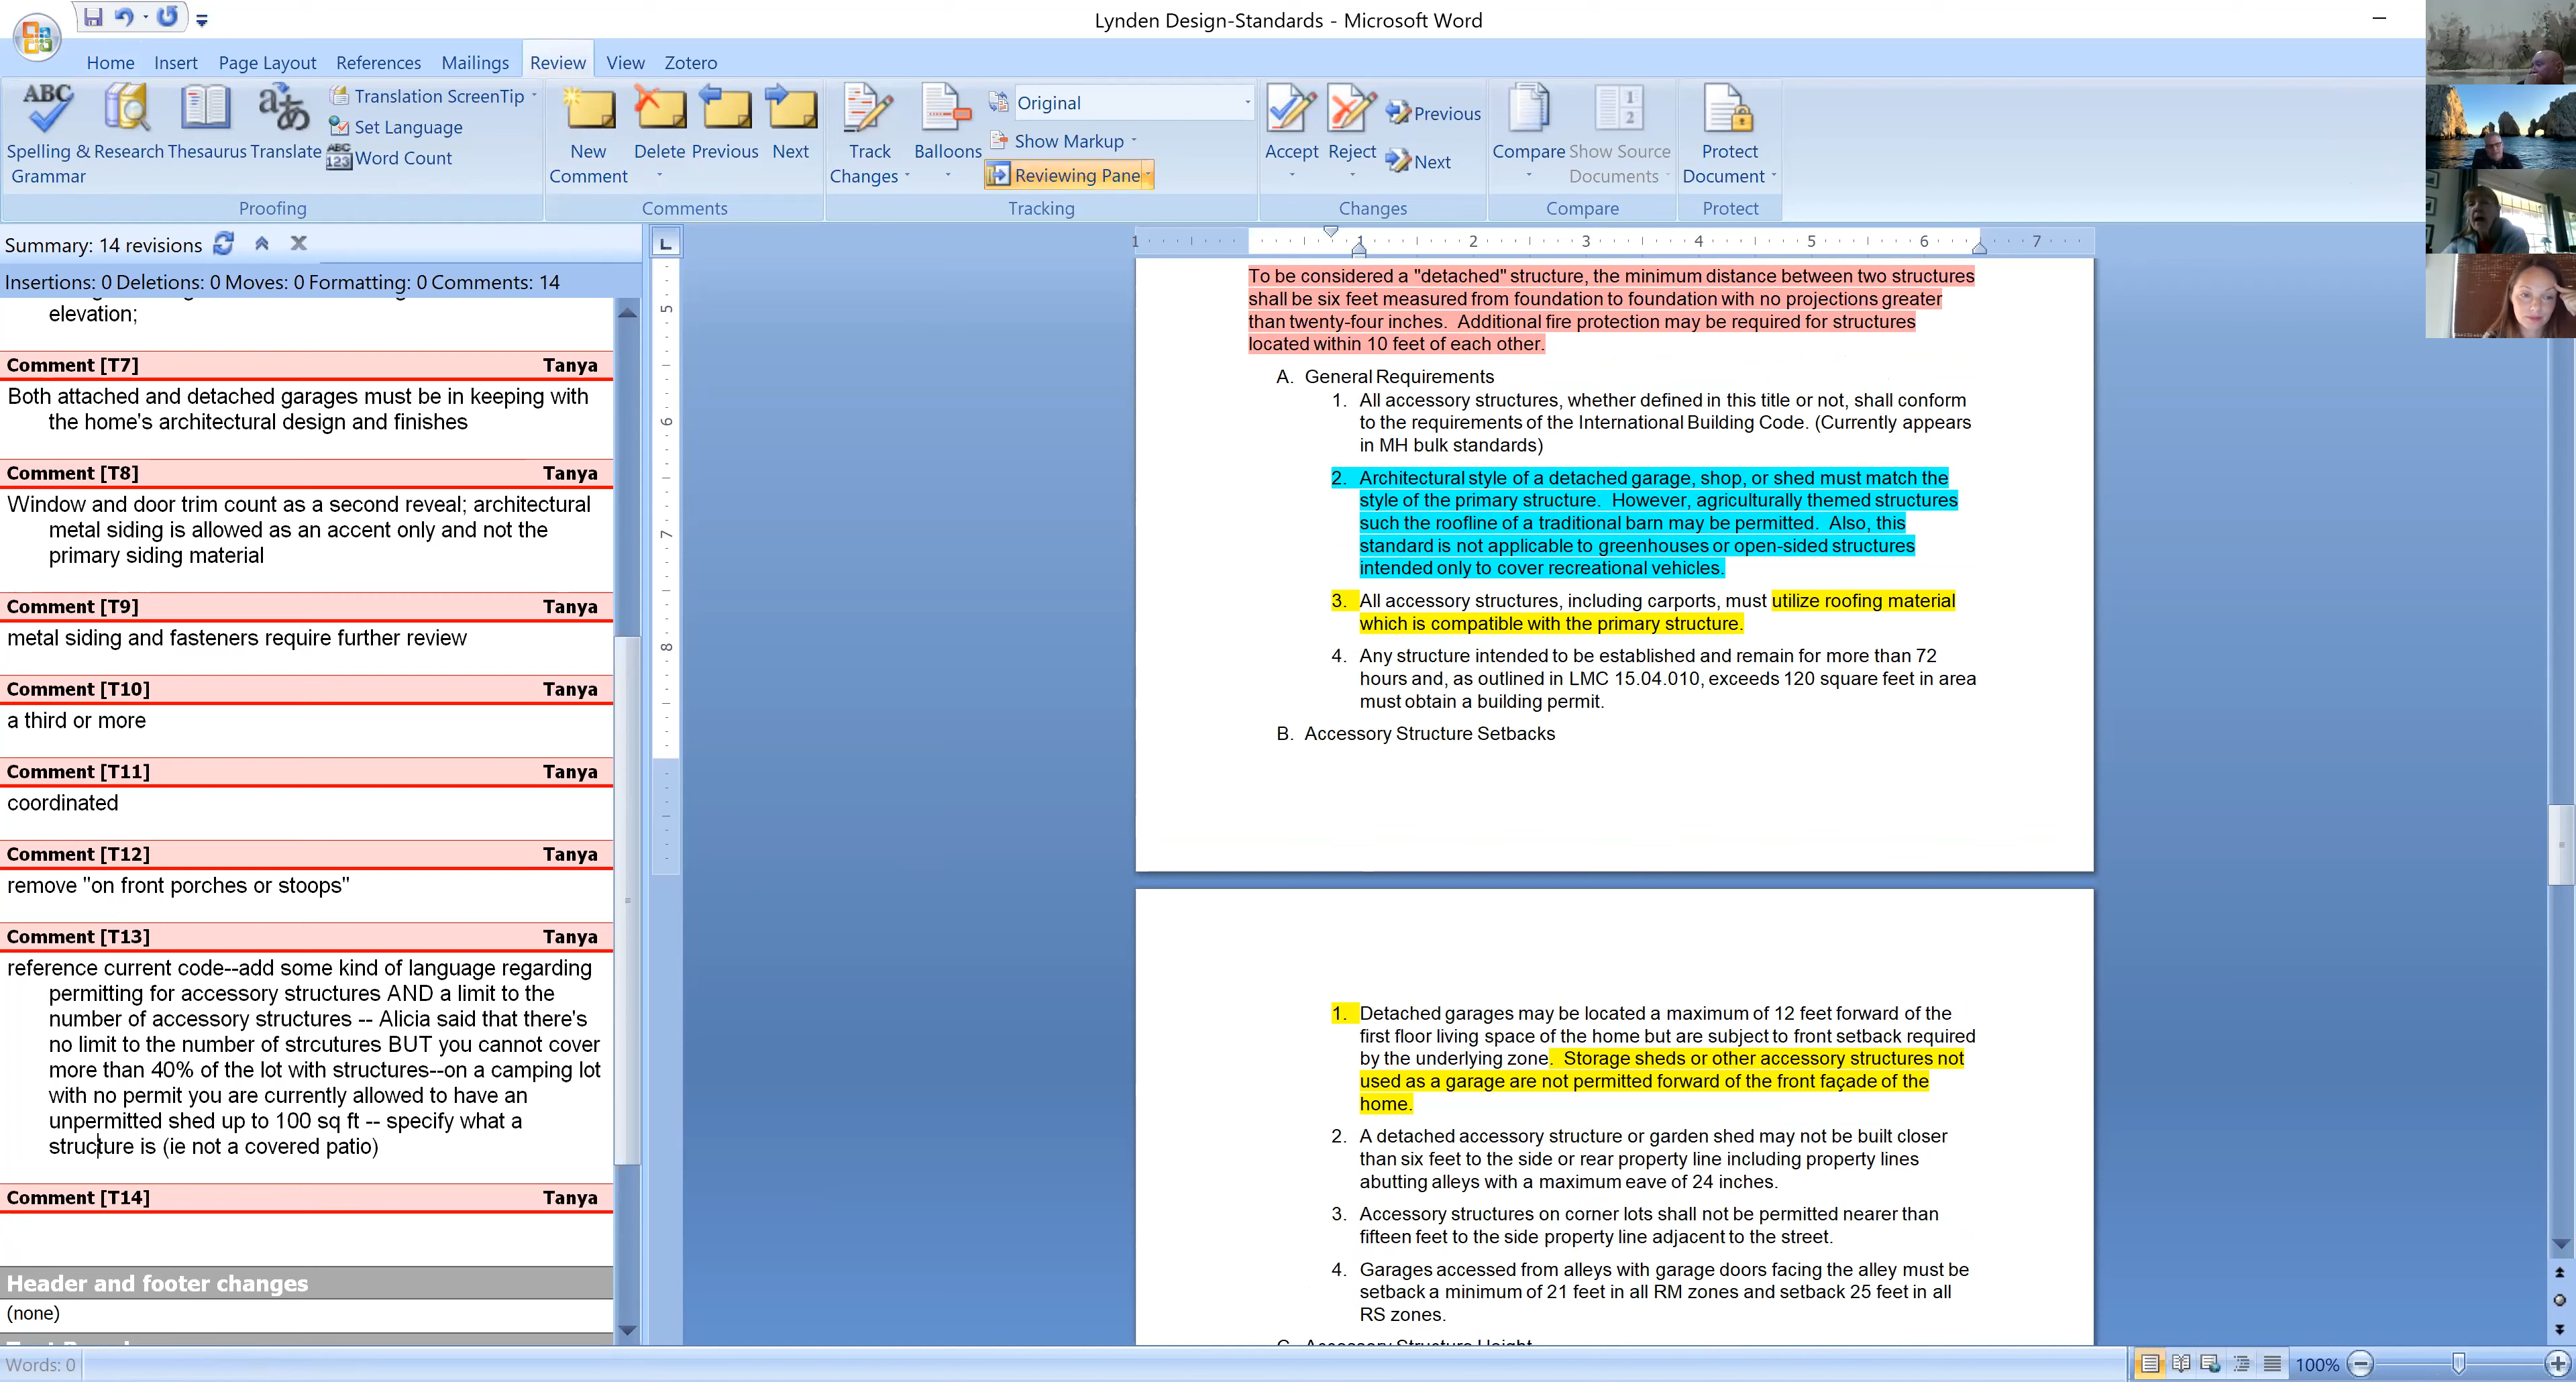 Lynden Design-Standards - Microsoft Word
Home Insert Page Layout References Mailings Review View Zotero
ABC
Spelling & Grammar
Research
Thesaurus
Translate
Translation ScreenTip
Set Language
ABC
123
Word Count
Proofing
New Comment
Delete
Previous
Next
Comments
Track Changes
Balloons
Original
Show Markup
Reviewing Pane
Tracking
Accept
Reject
Previous
Next
Changes
Compare
1
2
Show Source Documents
Compare
Protect Document
Protect
Summary: 14 revisions
Insertions: 0 Deletions: 0 Moves: 0 Formatting: 0 Comments: 14
elevation;
Comment [T7] Tanya
Both attached and detached garages must be in keeping with
the home's architectural design and finishes
Comment [T8] Tanya
Window and door trim count as a second reveal; architectural
metal siding is allowed as an accent only and not the
primary siding material
Comment [T9] Tanya
metal siding and fasteners require further review
Comment [T10] Tanya
a third or more
Comment [T11] Tanya
coordinated
Comment [T12] Tanya
remove "on front porches or stoops"
Comment [T13] Tanya
reference current code--add some kind of language regarding
permitting for accessory structures AND a limit to the
number of accessory structures -- Alicia said that there's
no limit to the number of strcutures BUT you cannot cover
more than 40% of the lot with structures--on a camping lot
with no permit you are currently allowed to have an
unpermitted shed up to 100 sq ft -- specify what a
structure is (ie not a covered patio)
Comment [T14] Tanya
Header and footer changes
(none)
Words: 0
L
1 1 2 3 4 5 6 7
5
6
7
8
To be considered a "detached" structure, the minimum distance between two structures
shall be six feet measured from foundation to foundation with no projections greater
than twenty-four inches. Additional fire protection may be required for structures
located within 10 feet of each other.
A. General Requirements
1. All accessory structures, whether defined in this title or not, shall conform
to the requirements of the International Building Code. (Currently appears
in MH bulk standards)
2. Architectural style of a detached garage, shop, or shed must match the
style of the primary structure. However, agriculturally themed structures
such the roofline of a traditional barn may be permitted. Also, this
standard is not applicable to greenhouses or open-sided structures
intended only to cover recreational vehicles.
3. All accessory structures, including carports, must utilize roofing material
which is compatible with the primary structure.
4. Any structure intended to be established and remain for more than 72
hours and, as outlined in LMC 15.04.010, exceeds 120 square feet in area
must obtain a building permit.
B. Accessory Structure Setbacks
1. Detached garages may be located a maximum of 12 feet forward of the
first floor living space of the home but are subject to front setback required
by the underlying zone. Storage sheds or other accessory structures not
used as a garage are not permitted forward of the front façade of the
home.
2. A detached accessory structure or garden shed may not be built closer
than six feet to the side or rear property line including property lines
abutting alleys with a maximum eave of 24 inches.
3. Accessory structures on corner lots shall not be permitted nearer than
fifteen feet to the side property line adjacent to the street.
4. Garages accessed from alleys with garage doors facing the alley must be
setback a minimum of 21 feet in all RM zones and setback 25 feet in all
RS zones.
C. Accessory Structure Height
100%